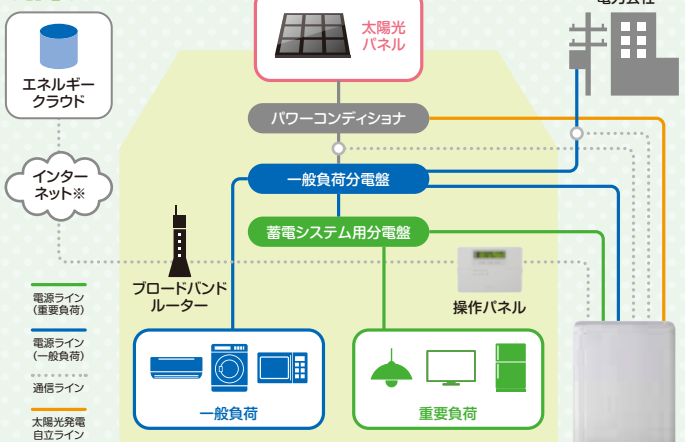 電力会社
太陽光
パネル
エネルギー
クラウド
パワーコンディショナ
インター
ネット※
一般負荷分電盤
蓄電システム用分電盤
ブロードバンド
ルーター
操作パネル
電源ライン
（重要負荷）
電源ライン
（一般負荷）
通信ライン
太陽光発電
自立ライン
一般負荷
重要負荷